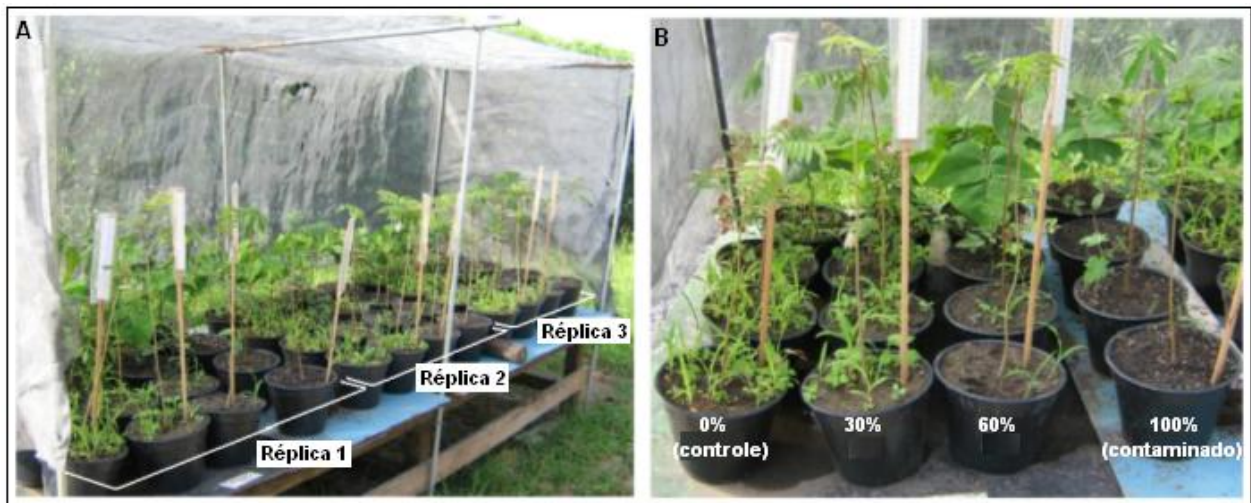 A
Réplica 1
Réplica 2
Réplica 3
B
0%
(controle)
30%
60%
100%
(contaminado)